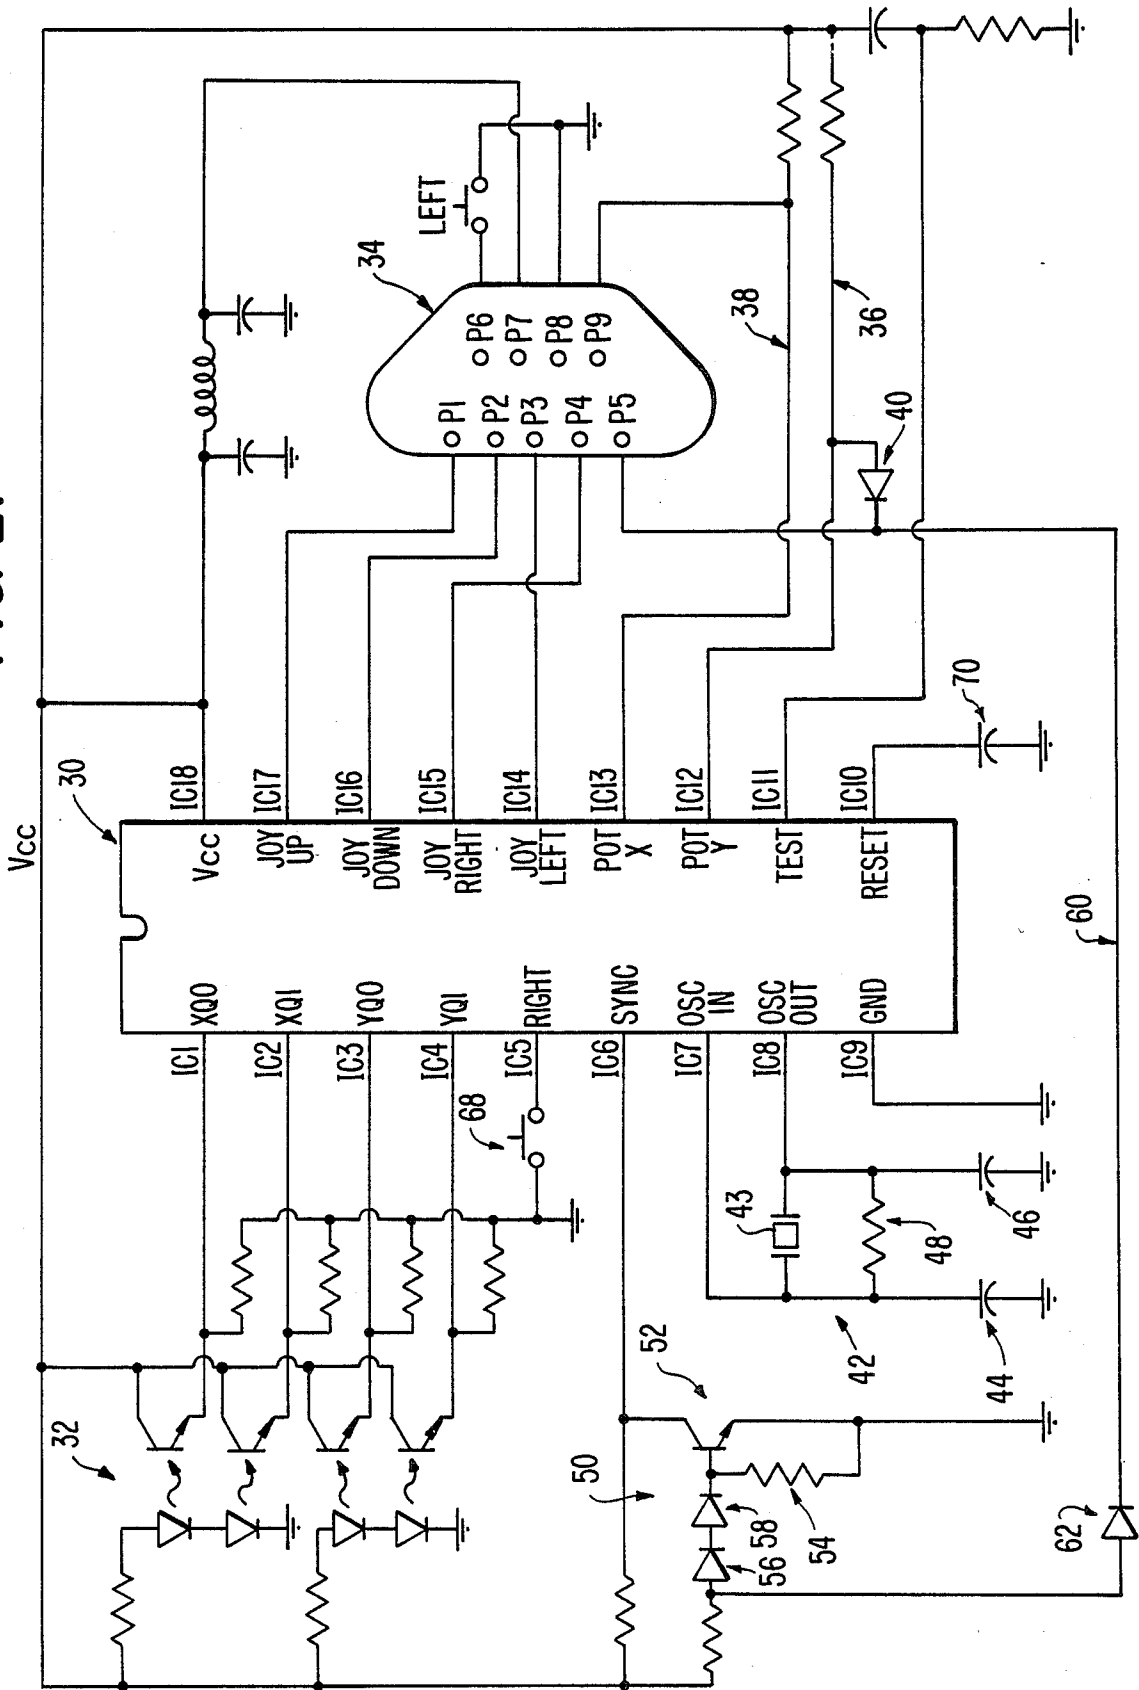 Vcc
32
30
IC1
XQ0
Vcc
IC18
IC2
XQ1
JOY
UP
IC17
IC3
YQ0
JOY
DOWN
IC16
IC4
YQ1
JOY
RIGHT
IC15
68
IC5
RIGHT
JOY
LEFT
IC14
IC6
SYNC
POT
X
IC13
IC7
OSC
IN
POT
Y
IC12
IC8
OSC
OUT
TEST
IC11
IC9
GND
RESET
IC10
34
LEFT
P1
P2
P3
P4
P5
P6
P7
P8
P9
38
36
40
50
52
43
56
58
54
42
48
44
46
70
62
60